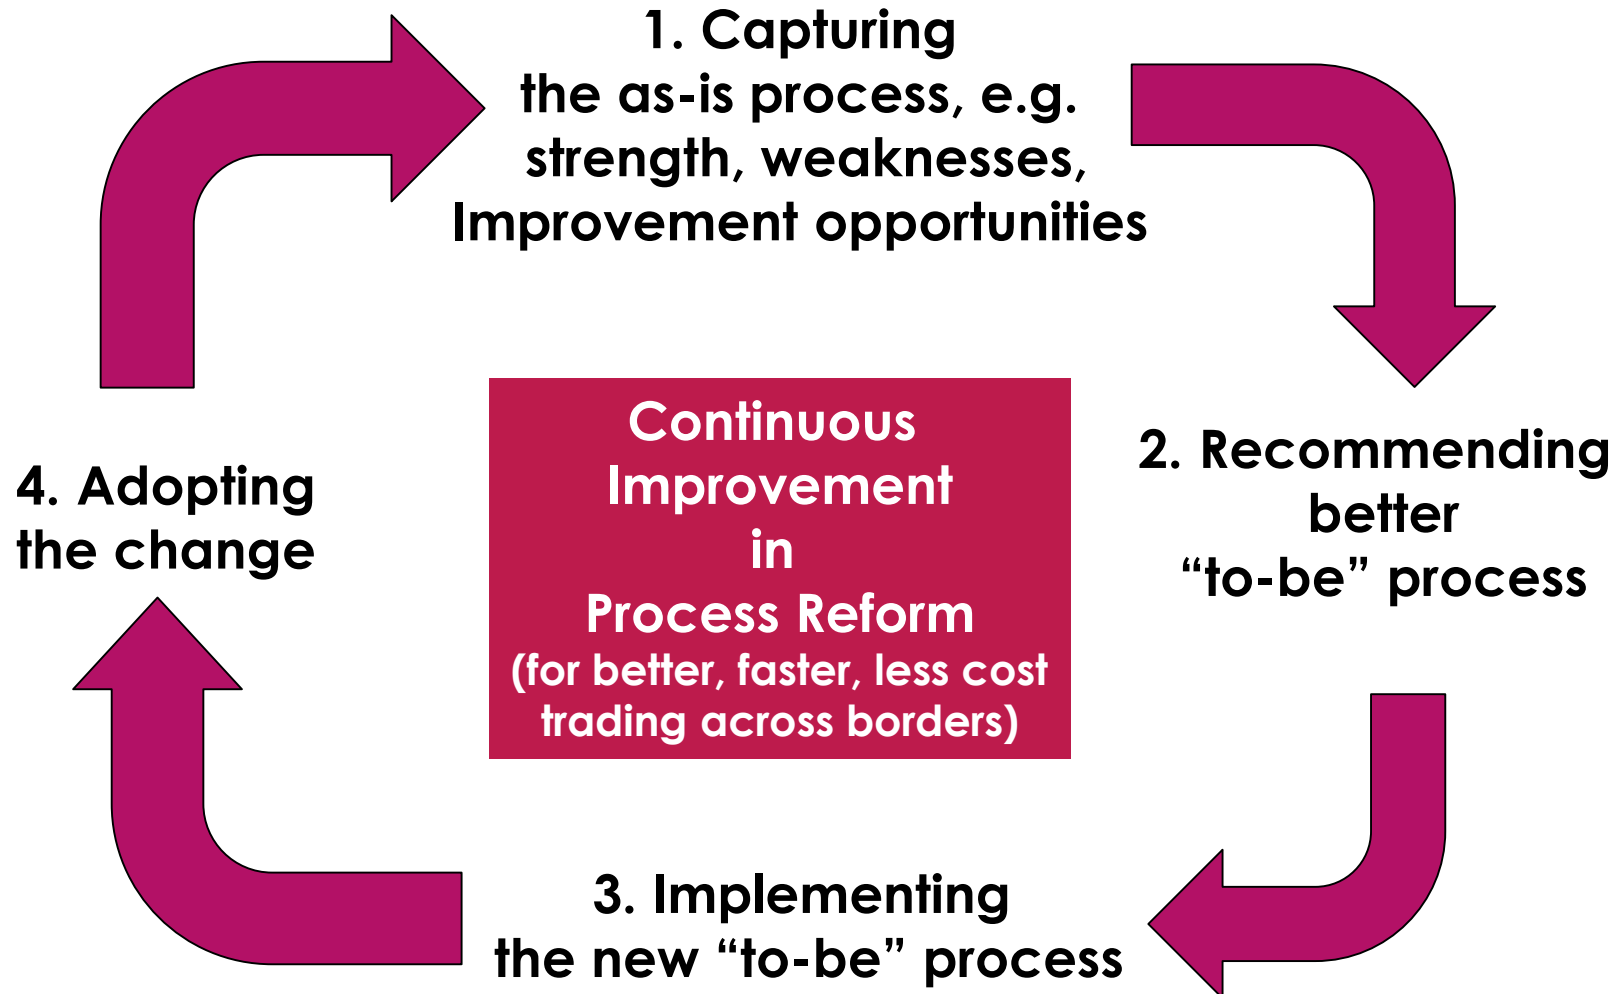 1. Capturing
the as-is process, e.g.
strength, weaknesses,
Improvement opportunities
2. Recommending
better
“to-be” process
3. Implementing
the new “to-be” process
4. Adopting
the change
Continuous
Improvement
in
Process Reform
(for better, faster, less cost
trading across borders)